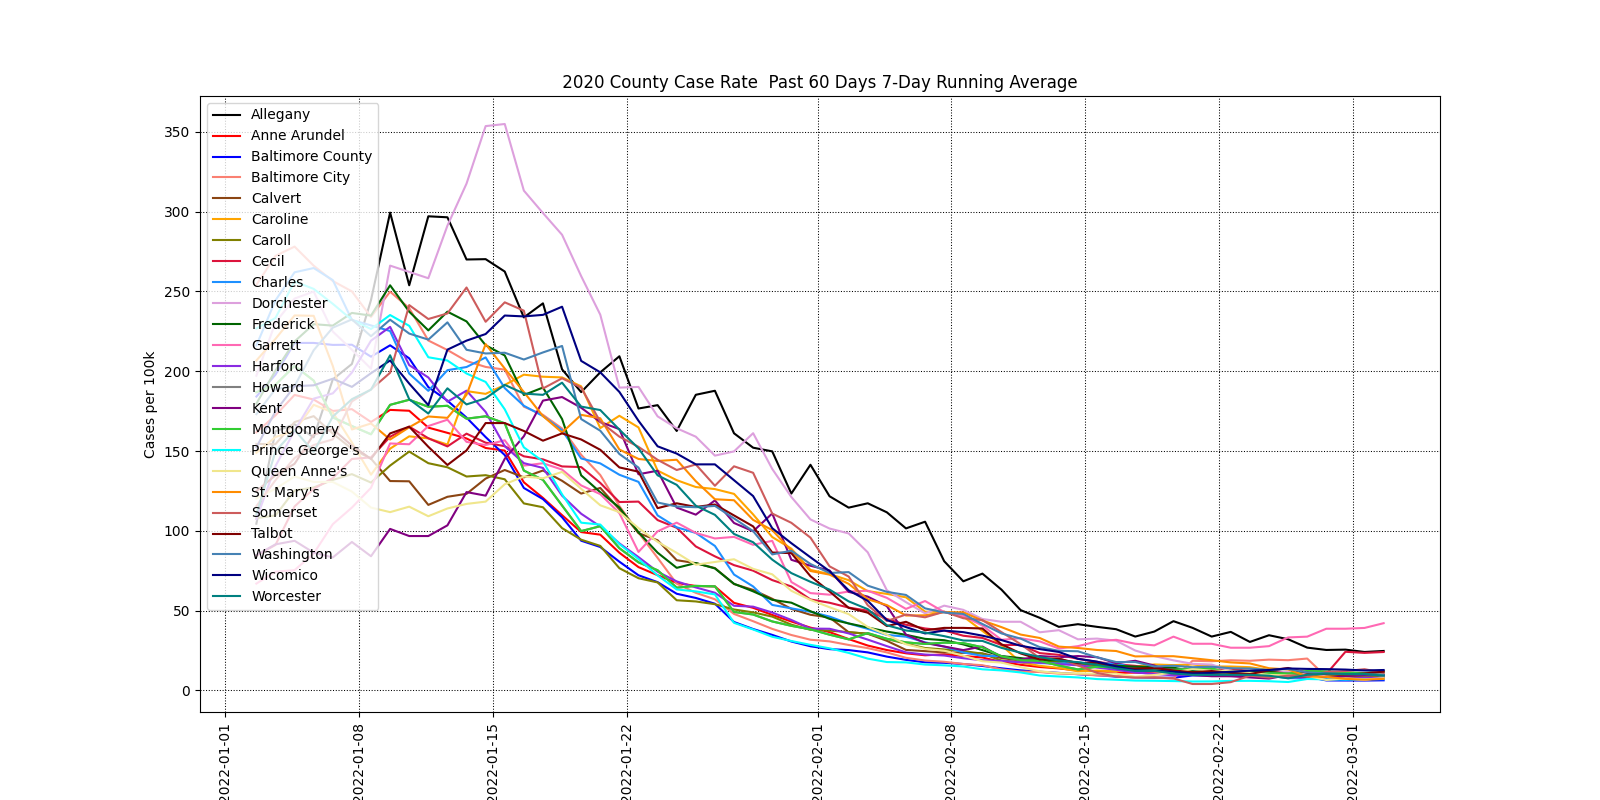 2020 County Case Rate  Past 60 Days 7-Day Running Average
Cases per 100k
350
300
250
200
150
100
50
0
Allegany
Anne Arundel
Baltimore County
Baltimore City
Calvert
Caroline
Caroll
Cecil
Charles
Dorchester
Frederick
Garrett
Harford
Howard
Kent
Montgomery
Prince George's
Queen Anne's
St. Mary's
Somerset
Talbot
Washington
Wicomico
Worcester
2022-01-01
2022-01-08
2022-01-15
2022-01-22
2022-02-01
2022-02-08
2022-02-15
2022-02-22
2022-03-01